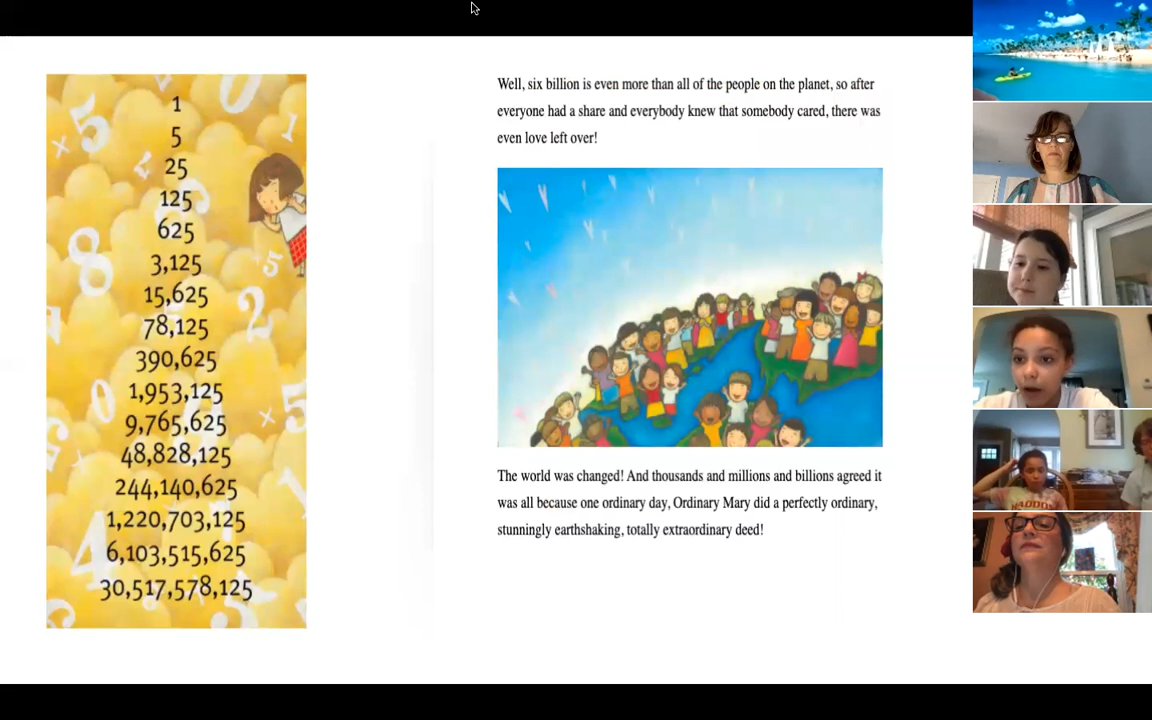 1
5
25
125
625
3,125
15,625
78,125
390,625
1,953,125
9,765,625
48,828,125
244,140,625
1,220,703,125
6,103,515,625
30,517,578,125
Well, six billion is even more than all of the people on the planet, so after
everyone had a share and everybody knew that somebody cared, there was
even love left over!
The world was changed! And thousands and millions and billions agreed it
was all because one ordinary day, Ordinary Mary did a perfectly ordinary,
stunningly earthshaking, totally extraordinary deed!